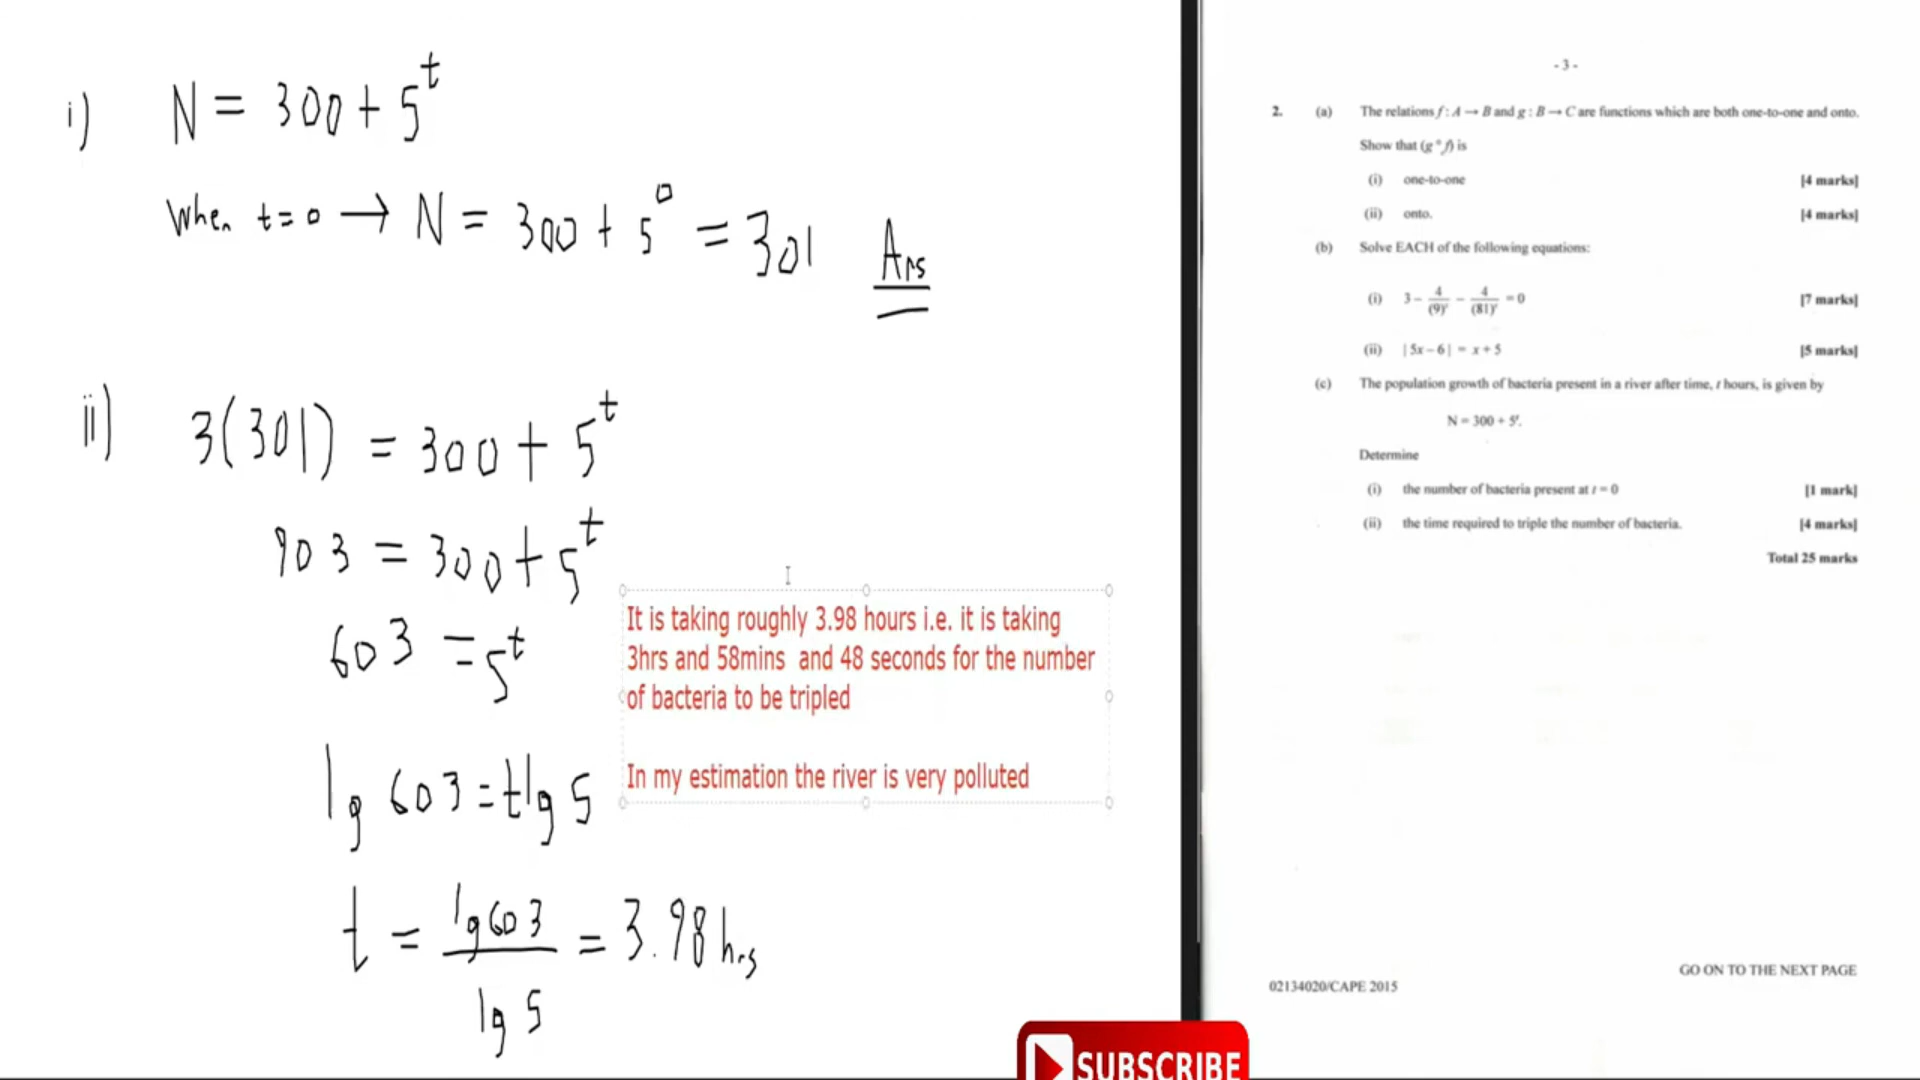 i) N = 300 + 5^t
When t = 0 → N = 300 + 5^0 = 301 Ans
ii) 3(301) = 300 + 5^t
903 = 300 + 5^t
603 = 5^t
lg 603 = t lg 5
t = lg 603 / lg 5 = 3.98 hrs
It is taking roughly 3.98 hours i.e. it is taking
3hrs and 58mins and 48 seconds for the number
of bacteria to be tripled
In my estimation the river is very polluted
SUBSCRIBE
- 3 -
2. (a) The relations f : A → B and g : B → C are functions which are both one-to-one and onto.
Show that (g ∘ f) is
(i) one-to-one [4 marks]
(ii) onto. [4 marks]
(b) Solve EACH of the following equations:
(i) 3 − 4/(9)^x − 4/(81)^x = 0 [7 marks]
(ii) | 5x − 6 | = x + 5 [5 marks]
(c) The population growth of bacteria present in a river after time, t hours, is given by
N = 300 + 5^t.
Determine
(i) the number of bacteria present at t = 0 [1 mark]
(ii) the time required to triple the number of bacteria. [4 marks]
Total 25 marks
GO ON TO THE NEXT PAGE
02134020/CAPE 2015